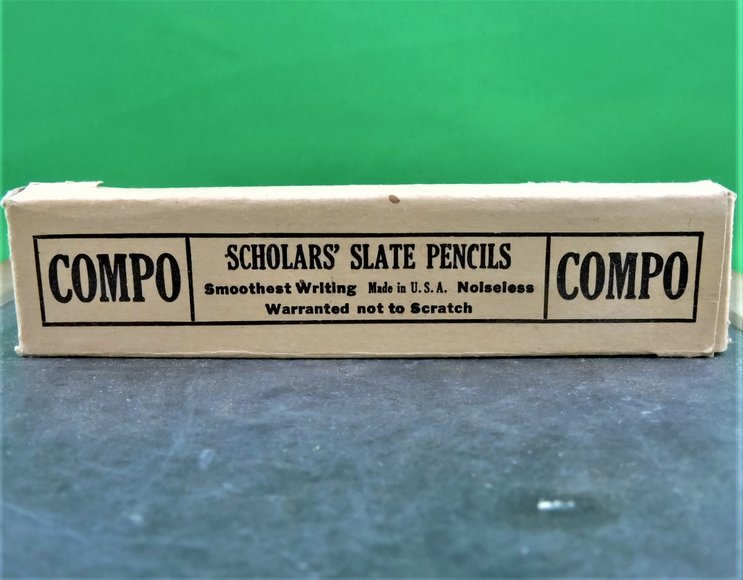 COMPO
SCHOLARS' SLATE PENCILS
Smoothest Writing Made in U.S.A. Noiseless
Warranted not to Scratch
COMPO